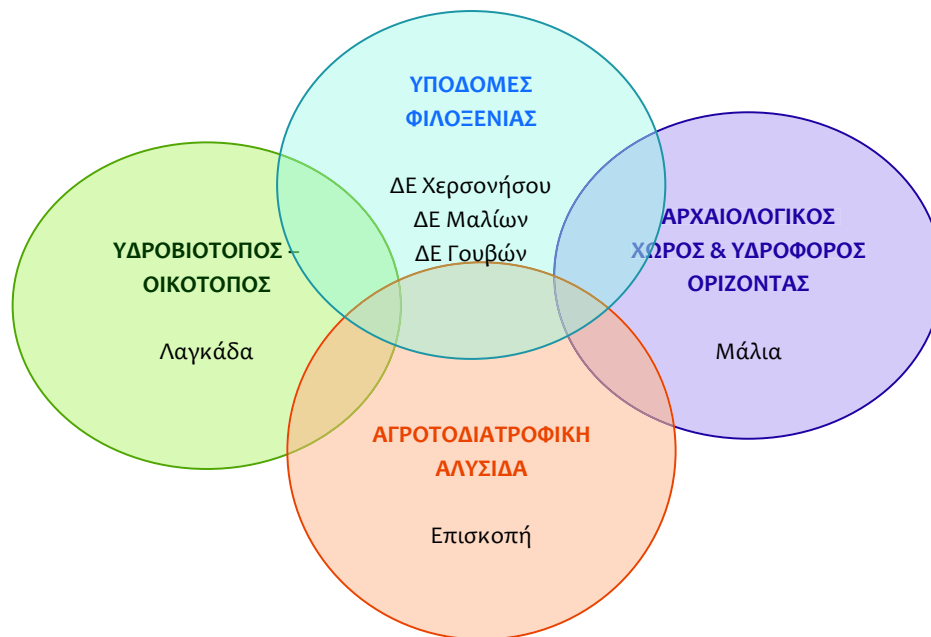 ΥΠΟΔΟΜΕΣ
ΦΙΛΟΞΕΝΙΑΣ
ΔΕ Χερσονήσου
ΔΕ Μαλίων
ΔΕ Γουβών
ΥΔΡΟΒΙΟΤΟΠΟΣ –
ΟΙΚΟΤΟΠΟΣ
Λαγκάδα
ΑΡΧΑΙΟΛΟΓΙΚΟΣ
ΧΩΡΟΣ & ΥΔΡΟΦΟΡΟΣ
ΟΡΙΖΟΝΤΑΣ
Μάλια
ΑΓΡΟΤΟΔΙΑΤΡΟΦΙΚΗ
ΑΛΥΣΙΔΑ
Επισκοπή